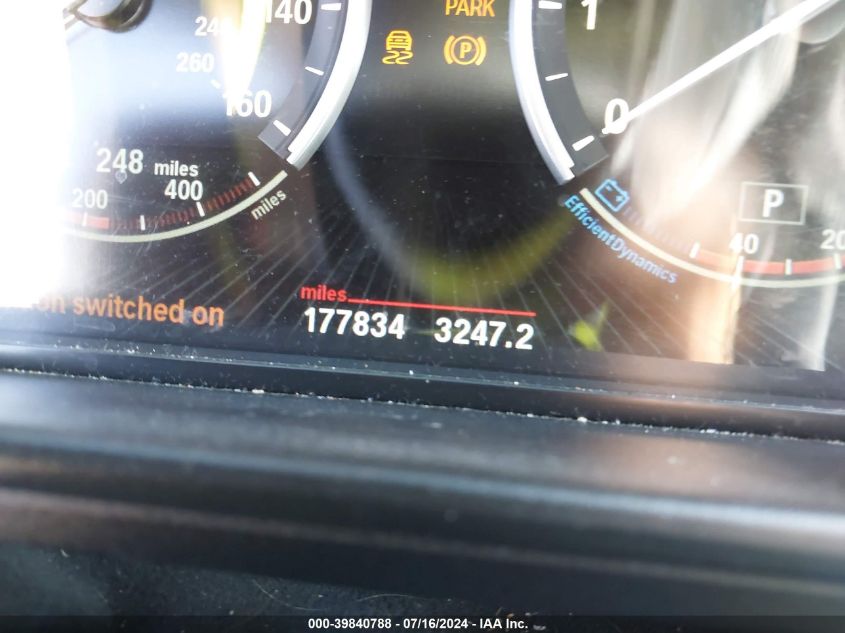 140 PARK 1
240
260
160 0
248 miles
200 400 miles
P
EfficientDynamics
40 20
switched on
miles
177834 3247.2
000-39840788 - 07/16/2024 - IAA Inc.